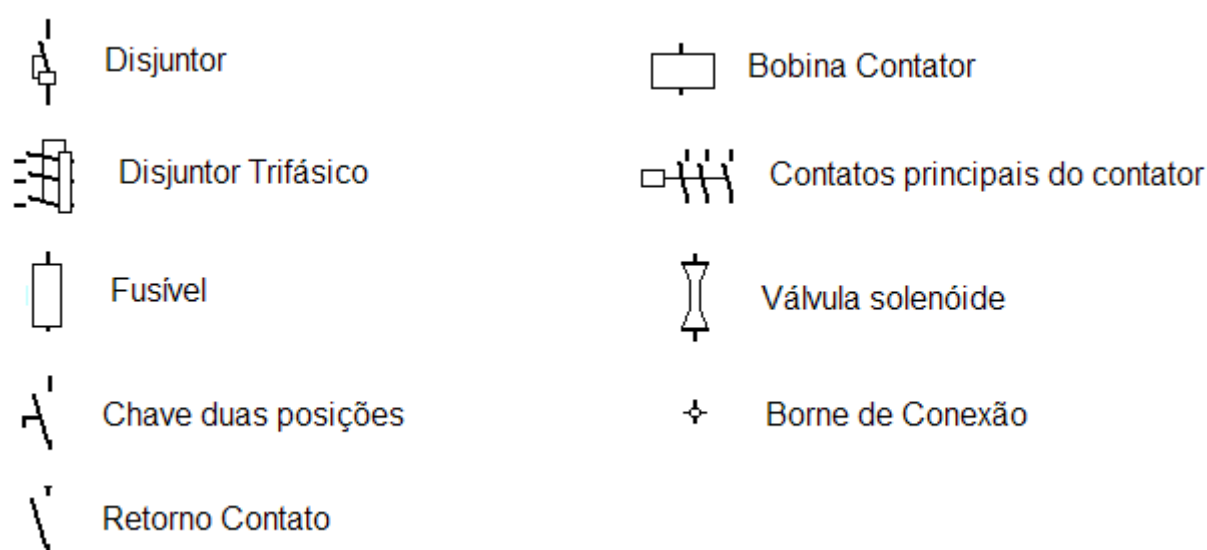 Disjuntor
Bobina Contator
Disjuntor Trifásico
Contatos principais do contator
Fusível
Válvula solenóide
Chave duas posições
Borne de Conexão
Retorno Contato